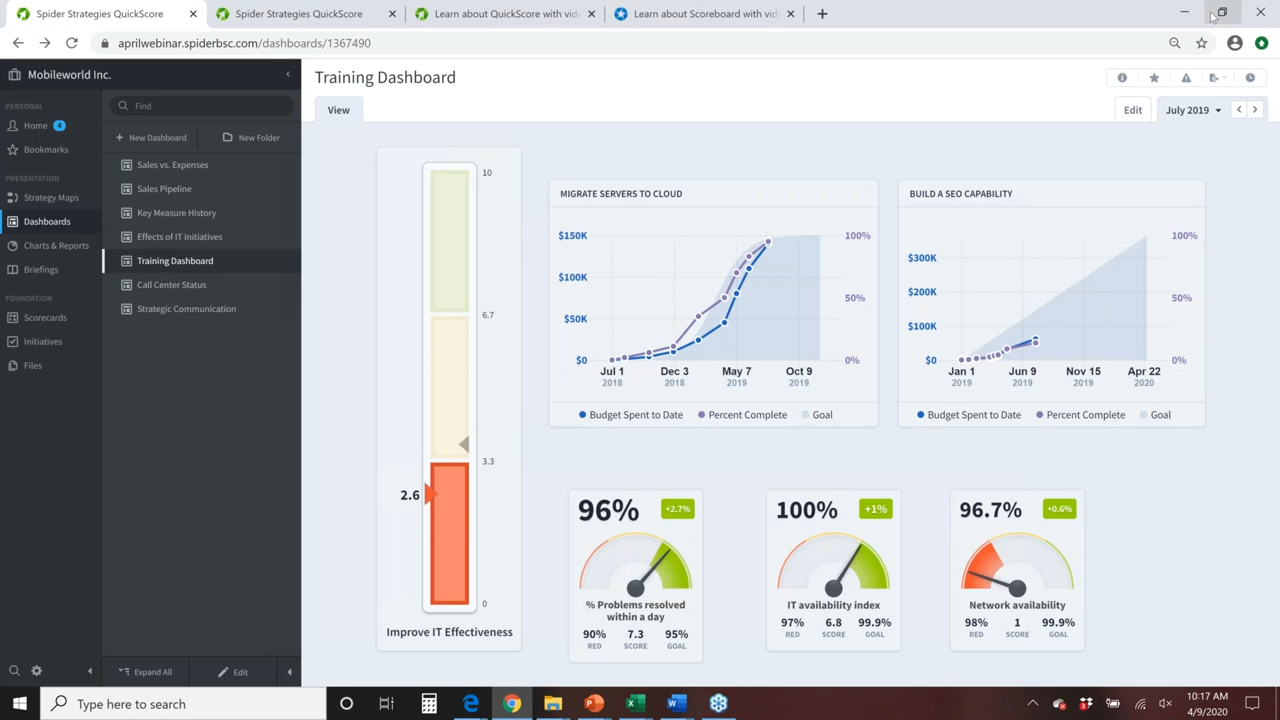 Spider Strategies QuickScore
Spider Strategies QuickScore
Learn about QuickScore with vid
Learn about Scoreboard with vid
aprilwebinar.spiderbsc.com/dashboards/1367490
Mobileworld Inc.
PERSONAL
Home 4
Bookmarks
PRESENTATION
Strategy Maps
Dashboards
Charts & Reports
Briefings
FOUNDATION
Scorecards
Initiatives
Files
Find
+ New Dashboard
New Folder
Sales vs. Expenses
Sales Pipeline
Key Measure History
Effects of IT Initiatives
Training Dashboard
Call Center Status
Strategic Communication
Expand All
Edit
Training Dashboard
View
Edit
July 2019
10
6.7
3.3
0
2.6
Improve IT Effectiveness
MIGRATE SERVERS TO CLOUD
$150K
$100K
$50K
$0
100%
50%
0%
Jul 1 Dec 3 May 7 Oct 9
2018 2018 2019 2019
Budget Spent to Date Percent Complete Goal
BUILD A SEO CAPABILITY
$300K
$200K
$100K
$0
100%
50%
0%
Jan 1 Jun 9 Nov 15 Apr 22
2019 2019 2019 2020
Budget Spent to Date Percent Complete Goal
96% +2.7%
% Problems resolved
within a day
90% 7.3 95%
RED SCORE GOAL
100% +1%
IT availability index
97% 6.8 99.9%
RED SCORE GOAL
96.7% +0.6%
Network availability
98% 1 99.9%
RED SCORE GOAL
Type here to search
10:17 AM
4/9/2020